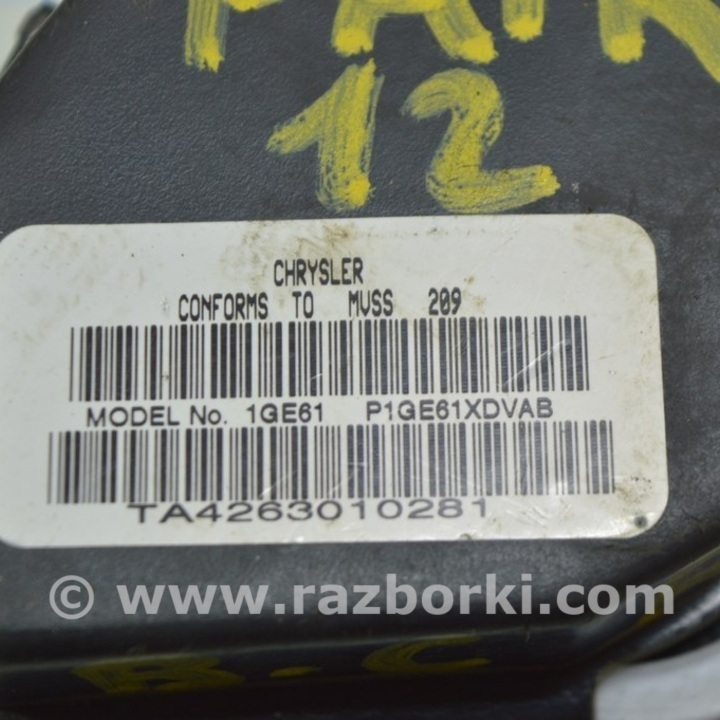 12
CHRYSLER
CONFORMS TO MVSS 209
MODEL No. 1GE61 P1GE61XDVAB
TA4263010281
© www.razborki.com
B.C